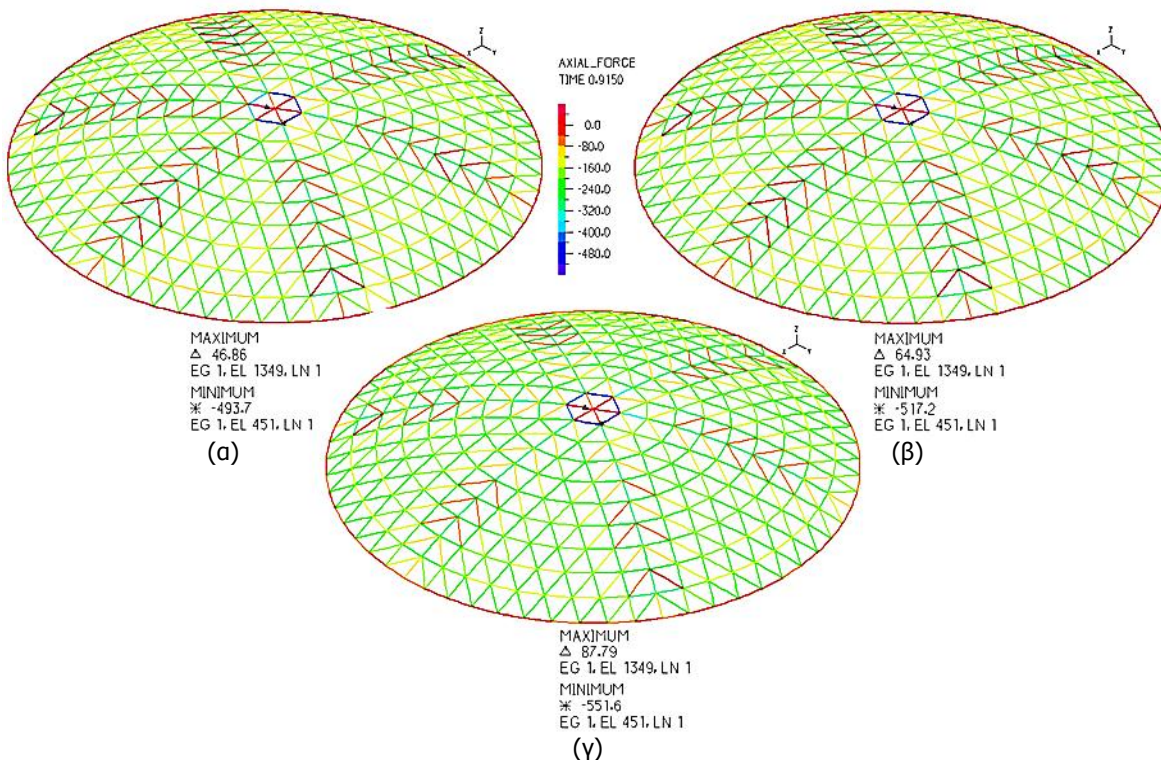 Z
X Y
AXIAL_FORCE
TIME 0.9150
0.0
-80.0
-160.0
-240.0
-320.0
-400.0
-480.0
Z
X Y
MAXIMUM
Δ 46.86
EG 1, EL 1349, LN 1
MINIMUM
✳ -493.7
EG 1, EL 451, LN 1
(α)
MAXIMUM
Δ 64.93
EG 1, EL 1349, LN 1
MINIMUM
✳ -517.2
EG 1, EL 451, LN 1
(β)
Z
X Y
MAXIMUM
Δ 87.79
EG 1, EL 1349, LN 1
MINIMUM
✳ -551.6
EG 1, EL 451, LN 1
(γ)